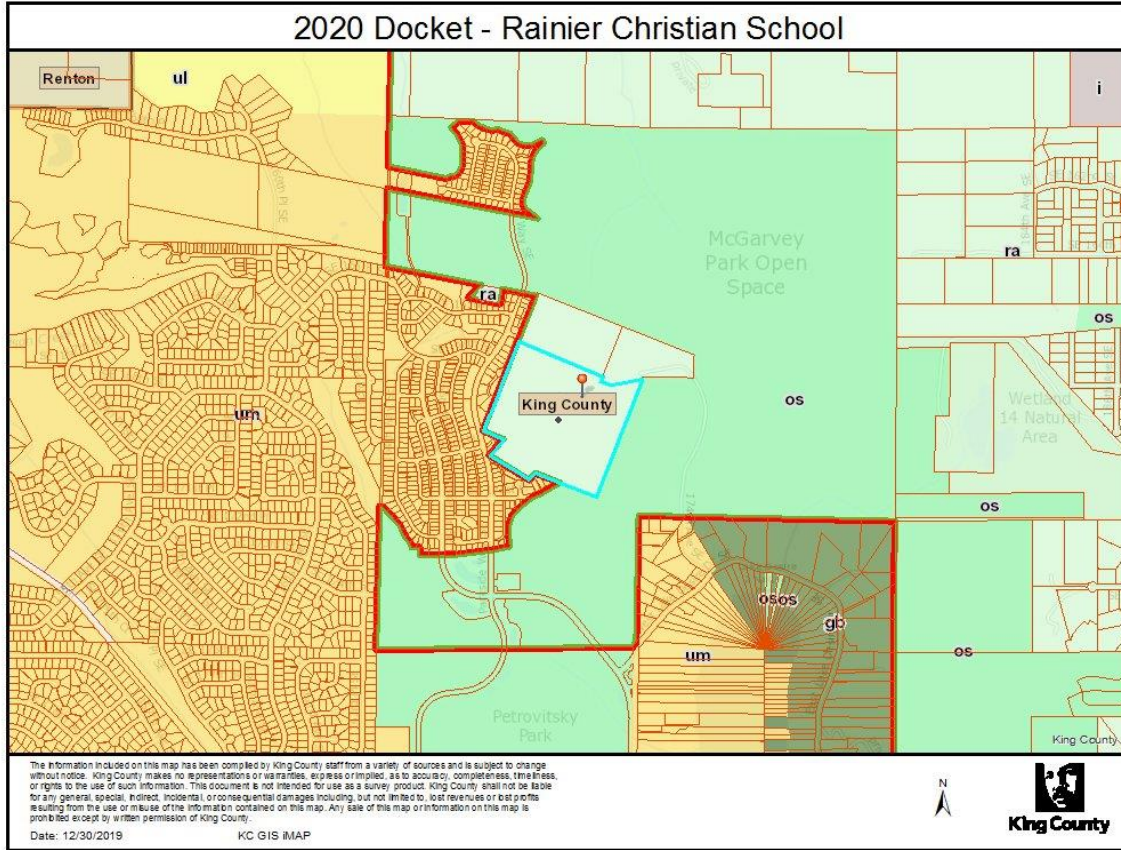 2020 Docket - Rainier Christian School
Renton
ul
i
Private
184th Ave SE
McGarvey
Park Open
Space
ra
ra
os
King County
os
um
Wetland
14 Natural
Area
os
osos
gb
um
os
Petrovitsky
Park
King County
The information included on this map has been compiled by King County staff from a variety of sources and is subject to change
without notice. King County makes no representations or warranties, express or implied, as to accuracy, completeness, timeliness,
or rights to the use of such information. This document is not intended for use as a survey product. King County shall not be liable
for any general, special, indirect, incidental, or consequential damages including, but not limited to, lost revenues or lost profits
resulting from the use or misuse of the information contained on this map. Any sale of this map or information on this map is
prohibited except by written permission of King County.
Date: 12/30/2019 KC GIS iMAP
N
King County